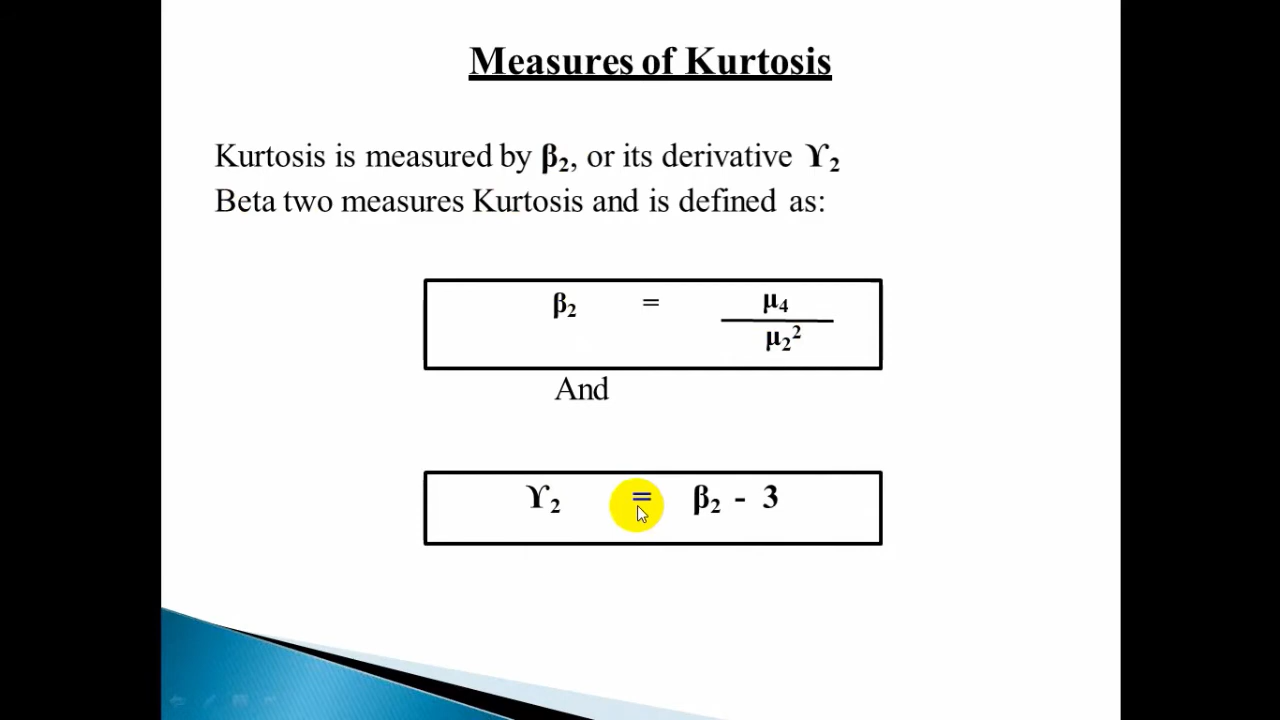 Measures of Kurtosis
Kurtosis is measured by β₂, or its derivative ϒ₂
Beta two measures Kurtosis and is defined as:
β₂ = μ₄
μ₂²
And
ϒ₂ = β₂ - 3